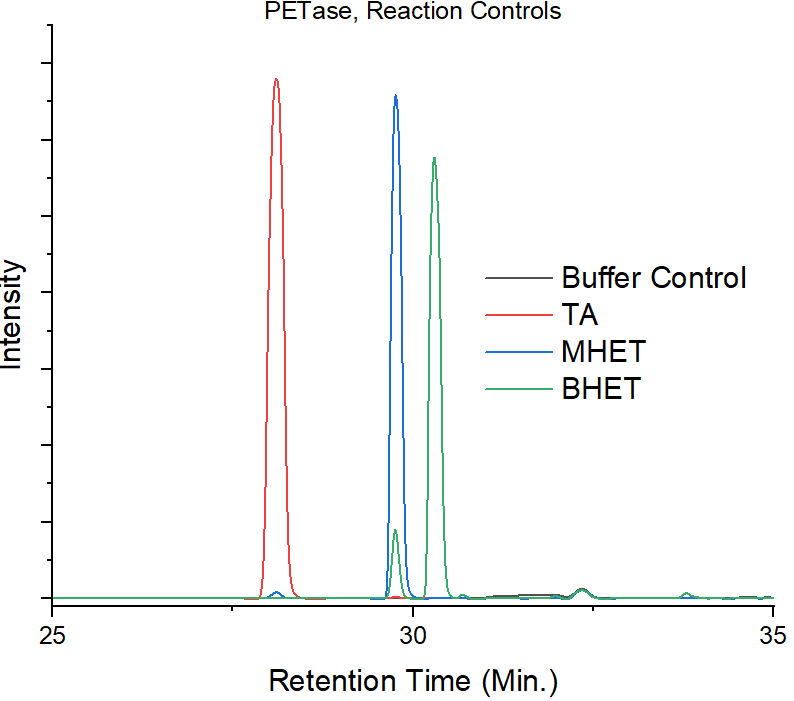 PETase, Reaction Controls
Intensity
Buffer Control
TA
MHET
BHET
25 30 35
Retention Time (Min.)